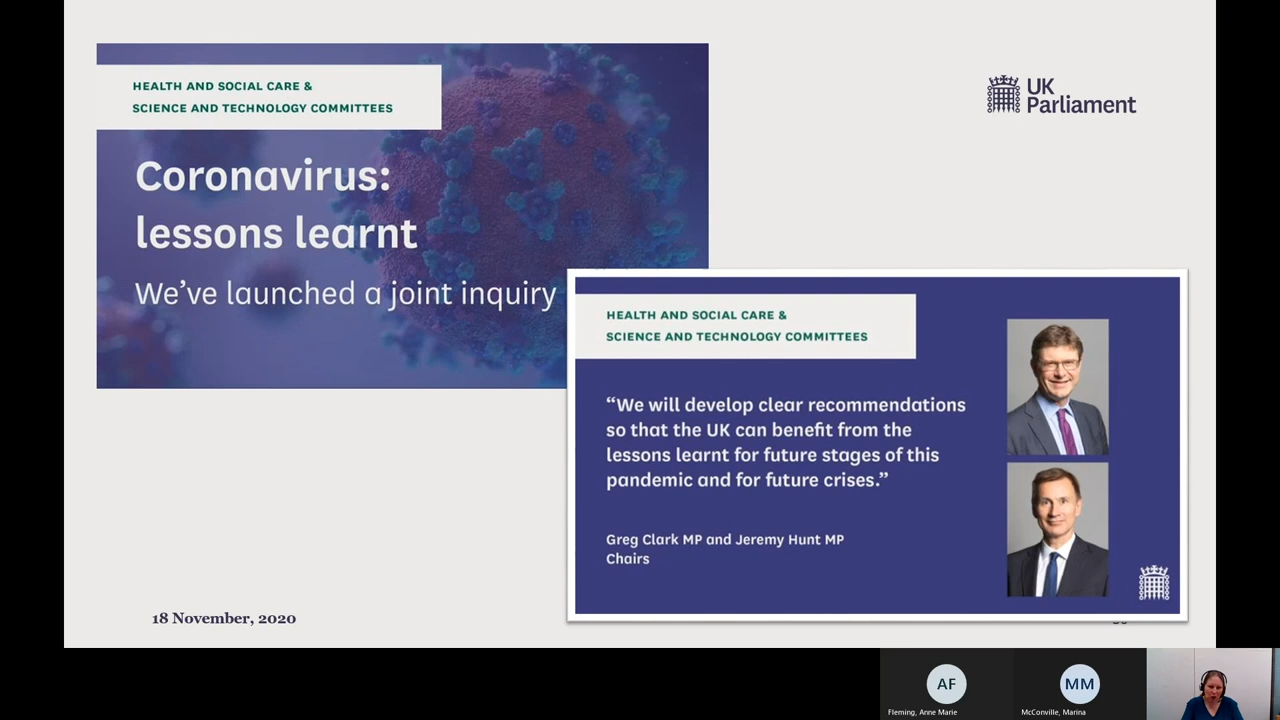 HEALTH AND SOCIAL CARE &
SCIENCE AND TECHNOLOGY COMMITTEES
Coronavirus:
lessons learnt
We’ve launched a joint inquiry
UK
Parliament
HEALTH AND SOCIAL CARE &
SCIENCE AND TECHNOLOGY COMMITTEES
“We will develop clear recommendations
so that the UK can benefit from the
lessons learnt for future stages of this
pandemic and for future crises.”
Greg Clark MP and Jeremy Hunt MP
Chairs
18 November, 2020
AF
Fleming, Anne Marie
MM
McConville, Marina